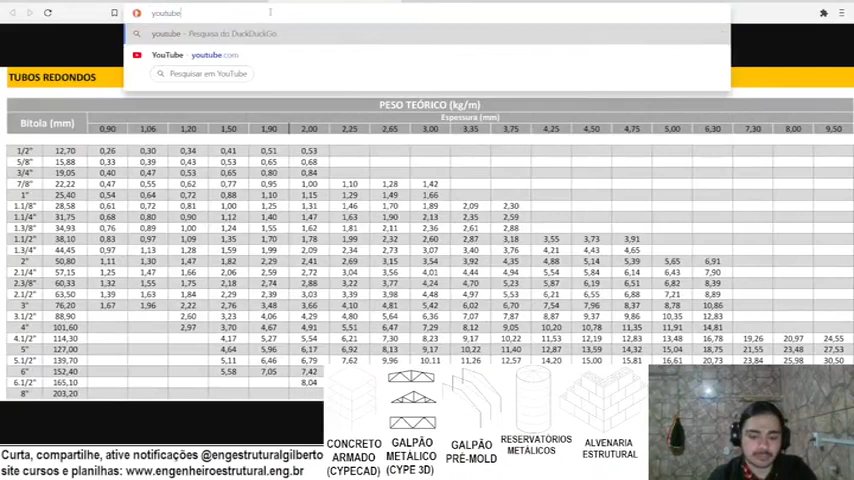 youtube
youtube - Pesquisa do DuckDuckGo
YouTube - youtube.com
Pesquisar em YouTube
TUBOS REDONDOS
PESO TEÓRICO (kg/m)
Bitola (mm)
Espessura (mm)
0,90 1,06 1,20 1,50 1,90 2,00 2,25 2,65 3,00 3,35 3,75 4,25 4,50 4,75 5,00 6,30 7,30 8,00 9,50
1/2" 12,70 0,26 0,30 0,34 0,41 0,51 0,53
5/8" 15,88 0,33 0,39 0,43 0,53 0,65 0,68
3/4" 19,05 0,40 0,47 0,53 0,65 0,80 0,84
7/8" 22,22 0,47 0,55 0,62 0,77 0,95 1,00 1,10 1,28 1,42
1" 25,40 0,54 0,64 0,72 0,88 1,10 1,15 1,29 1,49 1,66
1.1/8" 28,58 0,61 0,72 0,81 1,00 1,25 1,31 1,46 1,70 1,89 2,09 2,30
1.1/4" 31,75 0,68 0,80 0,90 1,12 1,40 1,47 1,63 1,90 2,13 2,35 2,59
1.3/8" 34,93 0,76 0,89 1,00 1,24 1,55 1,62 1,81 2,11 2,36 2,61 2,88
1.1/2" 38,10 0,83 0,97 1,09 1,35 1,70 1,78 1,99 2,32 2,60 2,87 3,18 3,55 3,73 3,91
1.3/4" 44,45 0,97 1,13 1,28 1,59 1,99 2,09 2,34 2,73 3,07 3,40 3,76 4,21 4,43 4,65
2" 50,80 1,11 1,30 1,47 1,82 2,29 2,41 2,69 3,15 3,54 3,92 4,35 4,88 5,14 5,39 5,65 6,91
2.1/4" 57,15 1,25 1,47 1,66 2,06 2,59 2,72 3,04 3,56 4,01 4,44 4,94 5,54 5,84 6,14 6,43 7,90
2.3/8" 60,33 1,32 1,55 1,75 2,18 2,74 2,88 3,22 3,77 4,24 4,70 5,23 5,87 6,19 6,51 6,82 8,39
2.1/2" 63,50 1,39 1,63 1,84 2,29 2,39 3,03 3,39 3,98 4,48 4,97 5,53 6,21 6,55 6,88 7,21 8,89
3" 76,20 1,67 1,96 2,22 2,76 3,48 3,66 4,10 4,81 5,42 6,02 6,70 7,54 7,96 8,37 8,78 10,86
3.1/2" 88,90 2,60 3,23 4,06 4,29 4,80 5,64 6,36 7,07 7,87 8,87 9,37 9,86 10,35 12,83
4" 101,60 2,97 3,70 4,67 4,91 5,51 6,47 7,29 8,12 9,05 10,20 10,78 11,35 11,91 14,81
4.1/2" 114,30 4,17 5,27 5,54 6,21 7,30 8,23 9,17 10,22 11,53 12,19 12,83 13,48 16,78 19,26 20,97 24,55
5" 127,00 4,64 5,96 6,17 6,92 8,13 9,17 10,22 11,40 12,87 13,59 14,32 15,04 18,75 21,55 23,48 27,53
5.1/2" 139,70 5,11 6,46 6,79 7,62 9,96 10,11 11,26 12,57 14,20 15,00 15,81 16,61 20,73 23,84 25,98 30,50
6" 152,40 5,58 7,05 7,42
6.1/2" 165,10 8,04
8" 203,20
CONCRETO ARMADO (CYPECAD)
GALPÃO METÁLICO (CYPE 3D)
GALPÃO PRÉ-MOLD
RESERVATÓRIOS METÁLICOS
ALVENARIA ESTRUTURAL
Curta, compartilhe, ative notificações @engestruturalgilberto
site cursos e planilhas: www.engenheiroestrutural.eng.br